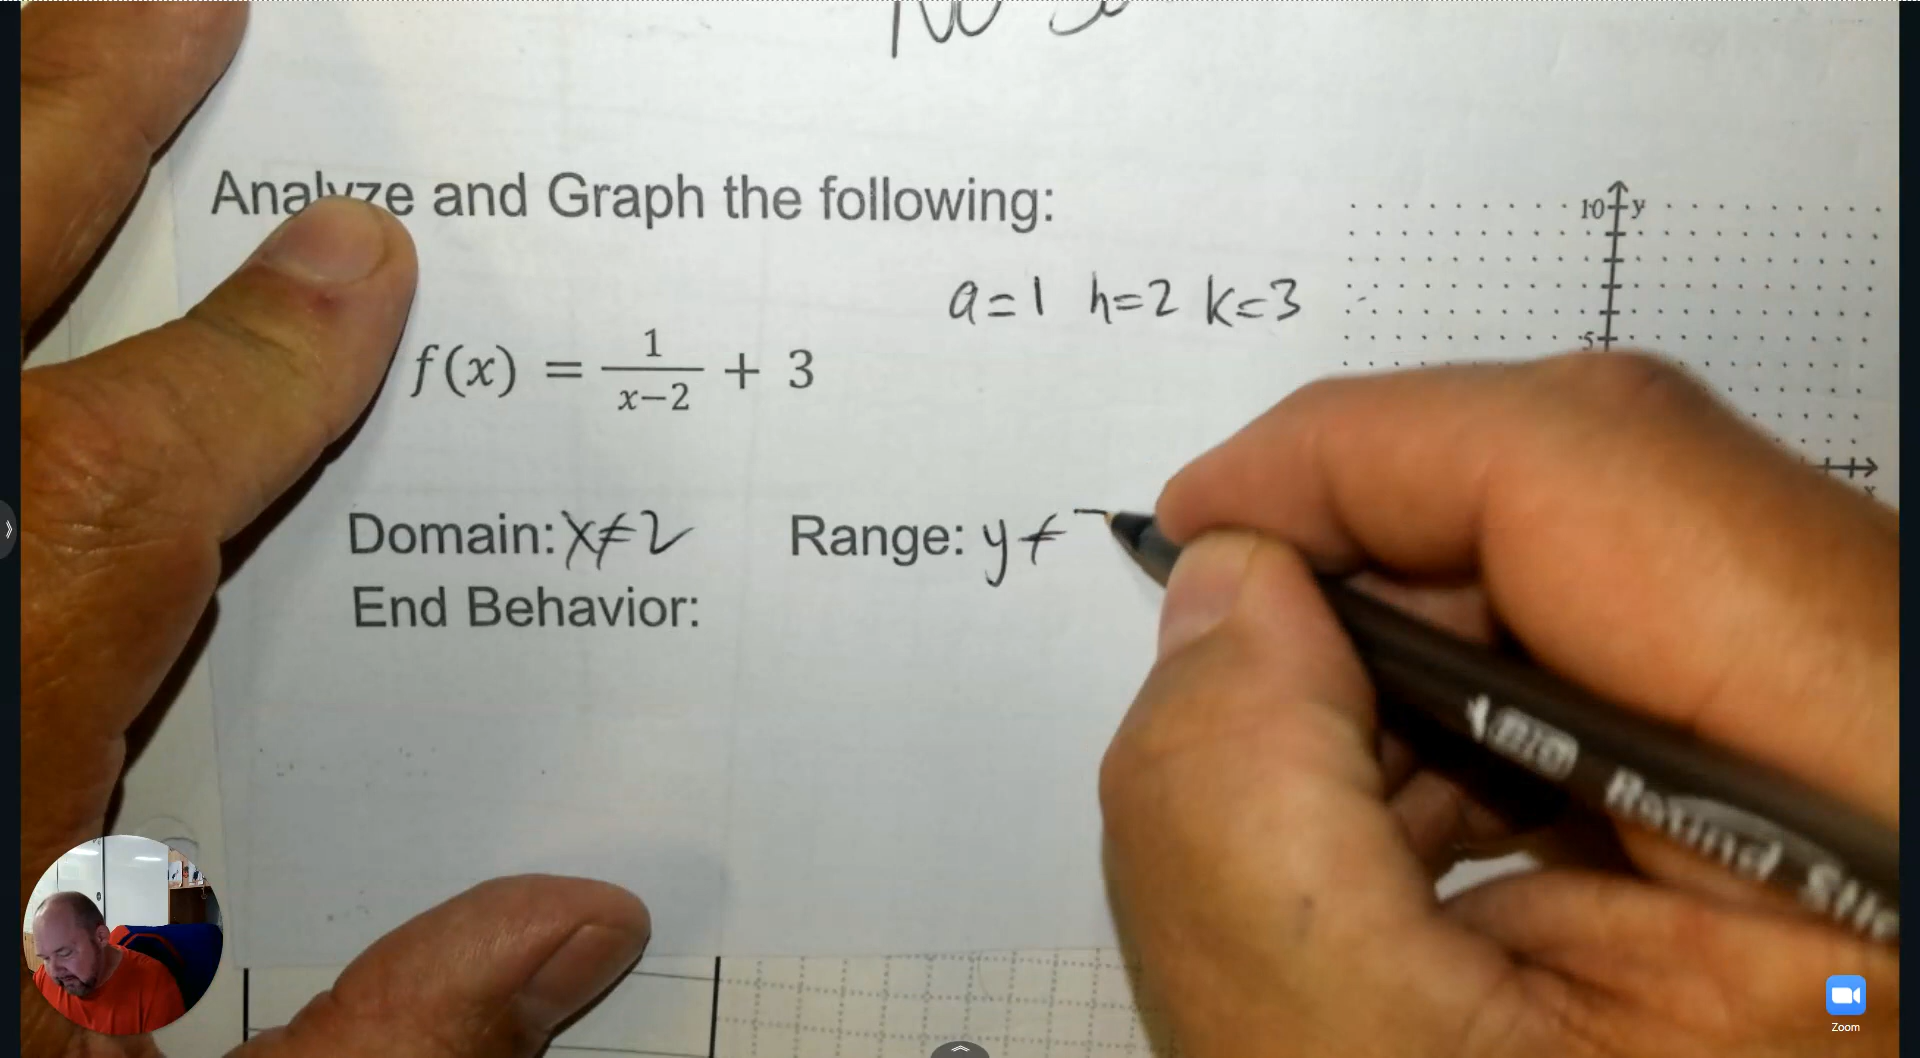 Analyze and Graph the following:
a=1 h=2 k=3
f(x) = 1/(x−2) + 3
Domain: x≠2 Range: y≠
End Behavior:
10 y
5
x
Zoom